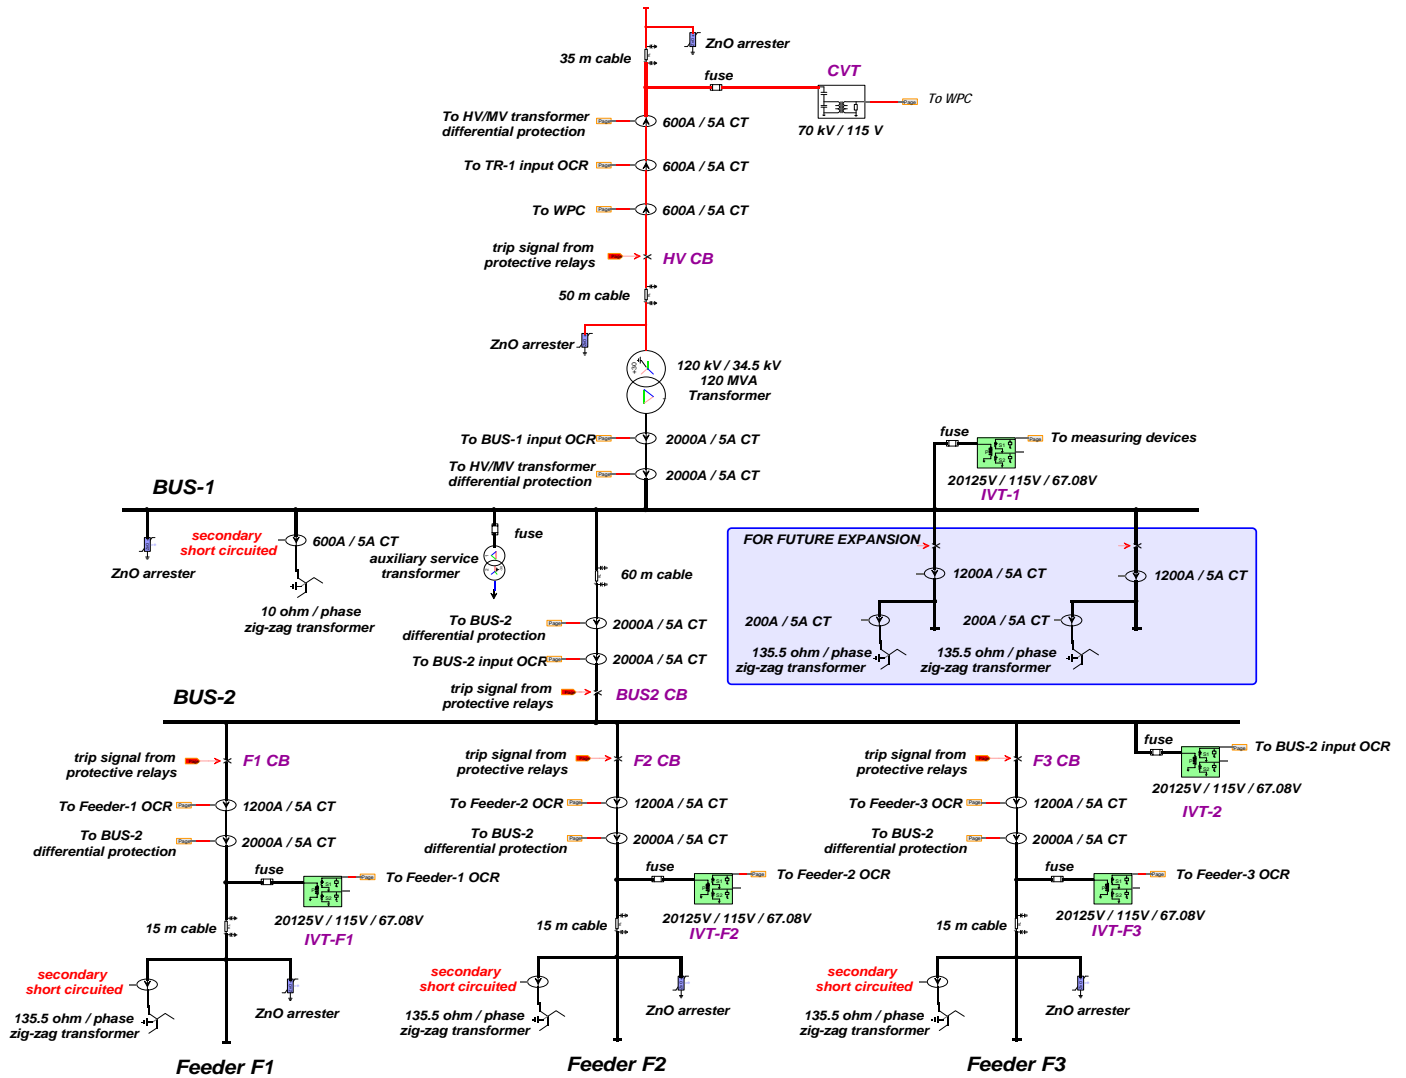 ZnO arrester
35 m cable
fuse
CVT
To WPC
70 kV / 115 V
To HV/MV transformer
differential protection
600A / 5A CT
To TR-1 input OCR
600A / 5A CT
To WPC
600A / 5A CT
trip signal from
protective relays
HV CB
50 m cable
ZnO arrester
+30
120 kV / 34.5 kV
120 MVA
Transformer
To BUS-1 input OCR
2000A / 5A CT
To HV/MV transformer
differential protection
2000A / 5A CT
fuse
To measuring devices
20125V / 115V / 67.08V
IVT-1
BUS-1
ZnO arrester
secondary
short circuited
600A / 5A CT
10 ohm / phase
zig-zag transformer
fuse
auxiliary service
transformer
60 m cable
To BUS-2
differential protection
2000A / 5A CT
To BUS-2 input OCR
2000A / 5A CT
trip signal from
protective relays
BUS2 CB
FOR FUTURE EXPANSION
1200A / 5A CT
1200A / 5A CT
200A / 5A CT
200A / 5A CT
135.5 ohm / phase
zig-zag transformer
135.5 ohm / phase
zig-zag transformer
BUS-2
fuse
To BUS-2 input OCR
20125V / 115V / 67.08V
IVT-2
trip signal from
protective relays
F1 CB
To Feeder-1 OCR
1200A / 5A CT
To BUS-2
differential protection
2000A / 5A CT
fuse
To Feeder-1 OCR
20125V / 115V / 67.08V
IVT-F1
15 m cable
secondary
short circuited
135.5 ohm / phase
zig-zag transformer
ZnO arrester
Feeder F1
trip signal from
protective relays
F2 CB
To Feeder-2 OCR
1200A / 5A CT
To BUS-2
differential protection
2000A / 5A CT
fuse
To Feeder-2 OCR
20125V / 115V / 67.08V
IVT-F2
15 m cable
secondary
short circuited
135.5 ohm / phase
zig-zag transformer
ZnO arrester
Feeder F2
trip signal from
protective relays
F3 CB
To Feeder-3 OCR
1200A / 5A CT
To BUS-2
differential protection
2000A / 5A CT
fuse
To Feeder-3 OCR
20125V / 115V / 67.08V
IVT-F3
15 m cable
secondary
short circuited
135.5 ohm / phase
zig-zag transformer
ZnO arrester
Feeder F3